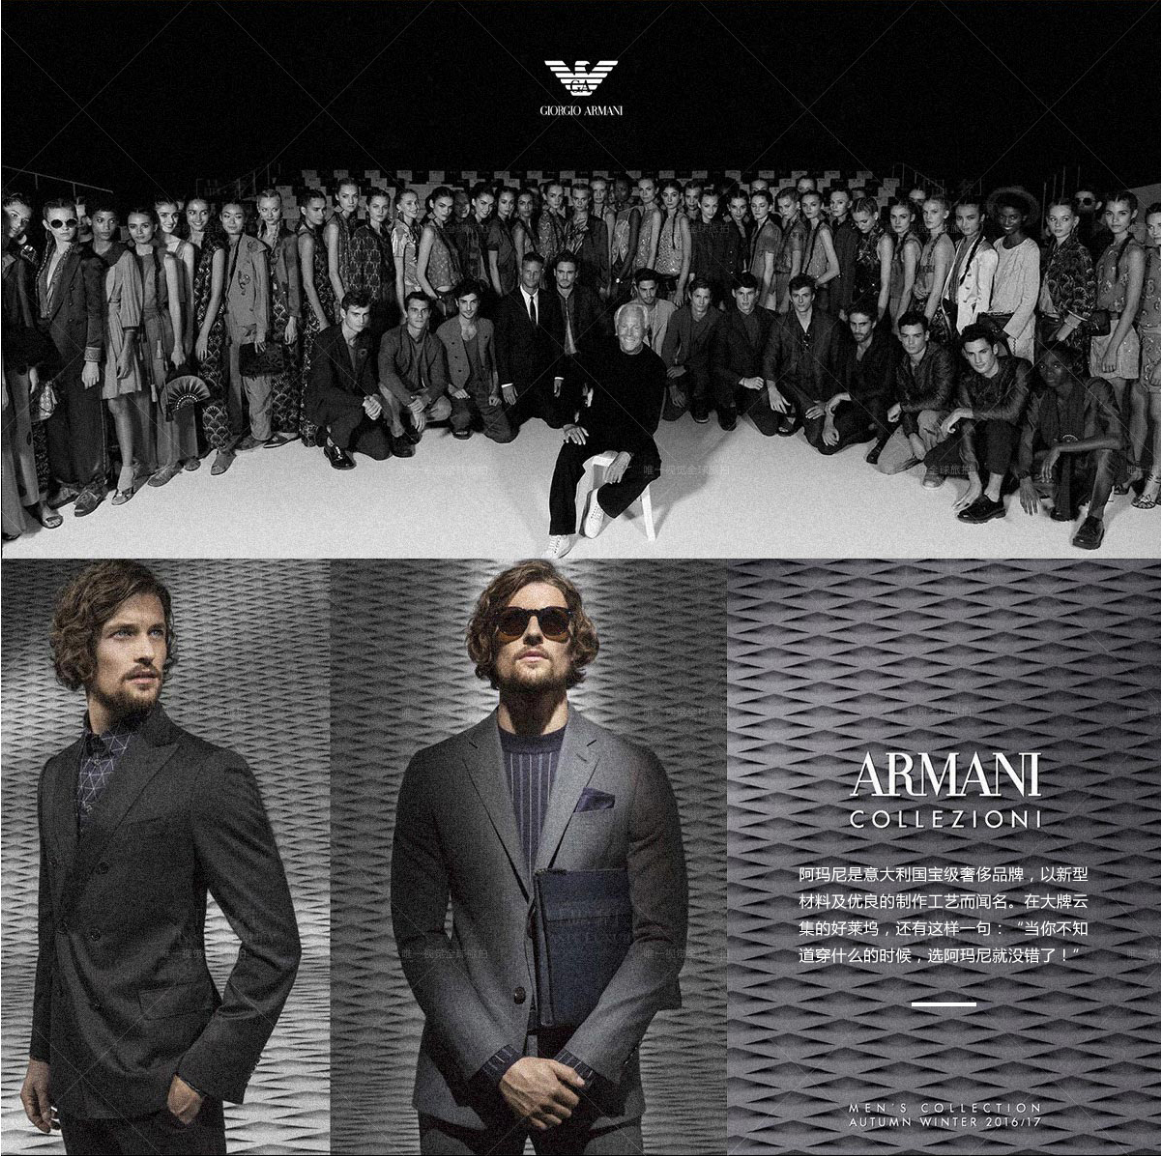 GA
GIORGIO ARMANI
ARMANI
COLLEZIONI
阿玛尼是意大利国宝级奢侈品牌，以新型
材料及优良的制作工艺而闻名。在大牌云
集的好莱坞，还有这样一句：“当你不知
道穿什么的时候，选阿玛尼就没错了！”
MEN'S COLLECTION
AUTUMN WINTER 2016/17